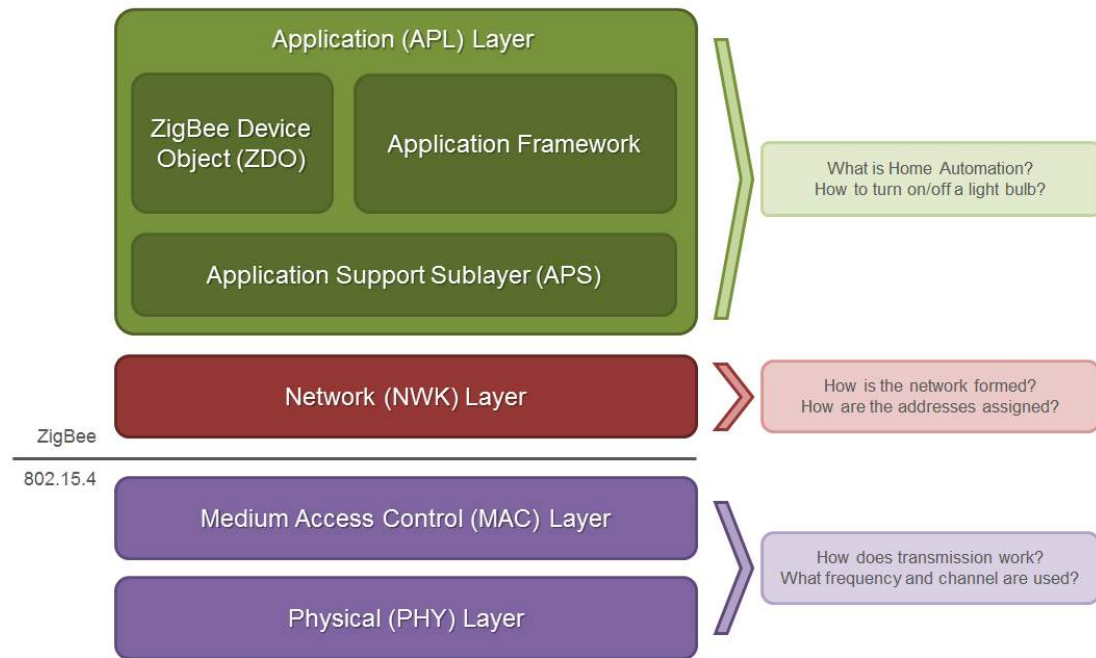 Application (APL) Layer
ZigBee Device
Object (ZDO)
Application Framework
Application Support Sublayer (APS)
What is Home Automation?
How to turn on/off a light bulb?
Network (NWK) Layer
How is the network formed?
How are the addresses assigned?
ZigBee
802.15.4
Medium Access Control (MAC) Layer
Physical (PHY) Layer
How does transmission work?
What frequency and channel are used?